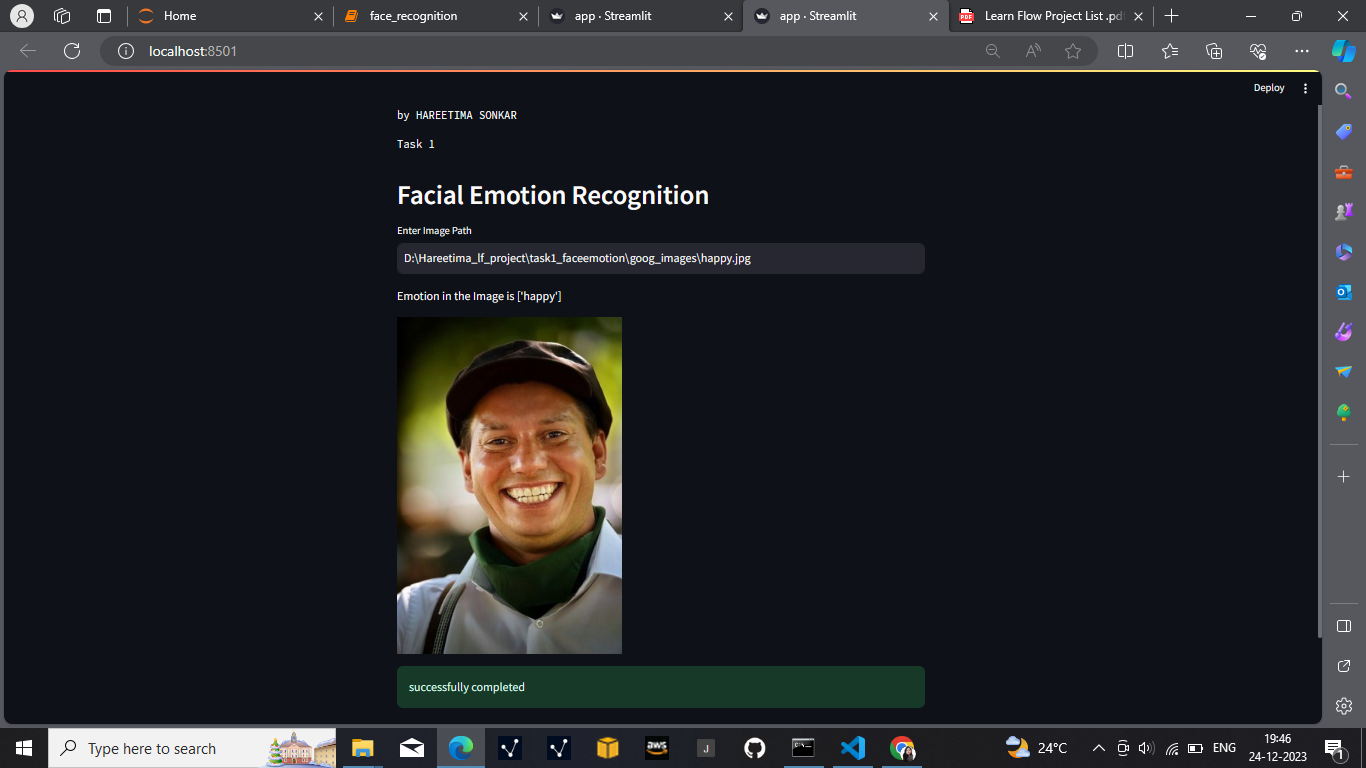 Home
face_recognition
app · Streamlit
app · Streamlit
Learn Flow Project List .pdf
localhost:8501
Deploy
by HAREETIMA SONKAR
Task 1
Facial Emotion Recognition
Enter Image Path
D:\Hareetima_lf_project\task1_faceemotion\goog_images\happy.jpg
Emotion in the Image is ['happy']
successfully completed
Type here to search
aws
J
24°C
ENG
19:46
24-12-2023
1